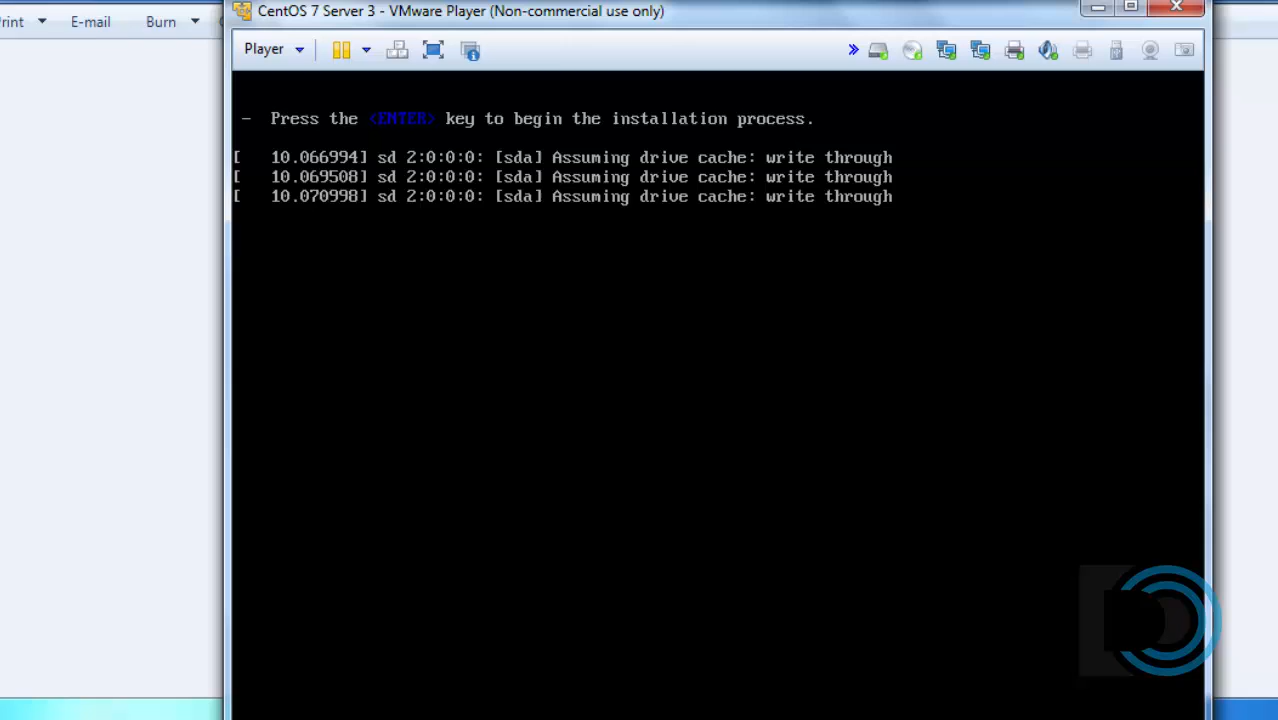 rint E-mail Burn
CentOS 7 Server 3 - VMware Player (Non-commercial use only)
Player
- Press the <ENTER> key to begin the installation process.
[ 10.066994] sd 2:0:0:0: [sda] Assuming drive cache: write through
[ 10.069508] sd 2:0:0:0: [sda] Assuming drive cache: write through
[ 10.070998] sd 2:0:0:0: [sda] Assuming drive cache: write through